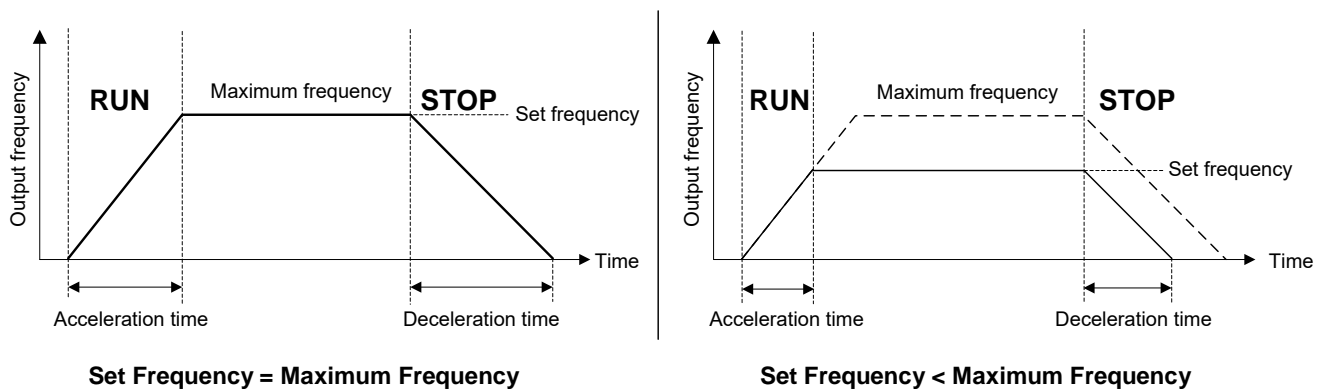 Output frequency
RUN
Maximum frequency
STOP
Set frequency
Time
Acceleration time
Deceleration time
Set Frequency = Maximum Frequency
Output frequency
RUN
Maximum frequency
STOP
Set frequency
Time
Acceleration time
Deceleration time
Set Frequency < Maximum Frequency